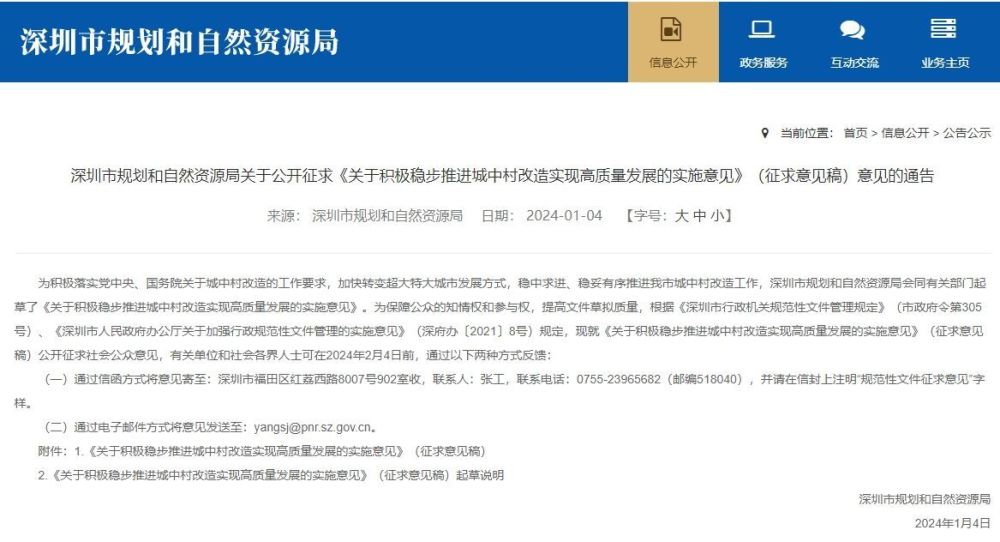 深圳市规划和自然资源局
信息公开
政务服务
互动交流
业务主页
当前位置： 首页 > 信息公开 > 公告公示
深圳市规划和自然资源局关于公开征求《关于积极稳步推进城中村改造实现高质量发展的实施意见》（征求意见稿）意见的通告
来源： 深圳市规划和自然资源局 日期： 2024-01-04 【字号：大 中 小】
为积极落实党中央、国务院关于城中村改造的工作要求，加快转变超大特大城市发展方式，稳中求进、稳妥有序推进我市城中村改造工作，深圳市规划和自然资源局会同有关部门起
草了《关于积极稳步推进城中村改造实现高质量发展的实施意见》。为保障公众的知情权和参与权，提高文件草拟质量，根据《深圳市行政机关规范性文件管理规定》（市政府令第305
号）、《深圳市人民政府办公厅关于加强行政规范性文件管理的实施意见》（深府办〔2021〕8号）规定，现就《关于积极稳步推进城中村改造实现高质量发展的实施意见》（征求意见
稿）公开征求社会公众意见，有关单位和社会各界人士可在2024年2月4日前，通过以下两种方式反馈：
（一）通过信函方式将意见寄至：深圳市福田区红荔西路8007号902室收，联系人：张工，联系电话：0755-23965682（邮编518040），并请在信封上注明“规范性文件征求意见”字
样。
（二）通过电子邮件方式将意见发送至：yangsj@pnr.sz.gov.cn。
附件：1.《关于积极稳步推进城中村改造实现高质量发展的实施意见》（征求意见稿）
2.《关于积极稳步推进城中村改造实现高质量发展的实施意见》（征求意见稿）起草说明
深圳市规划和自然资源局
2024年1月4日